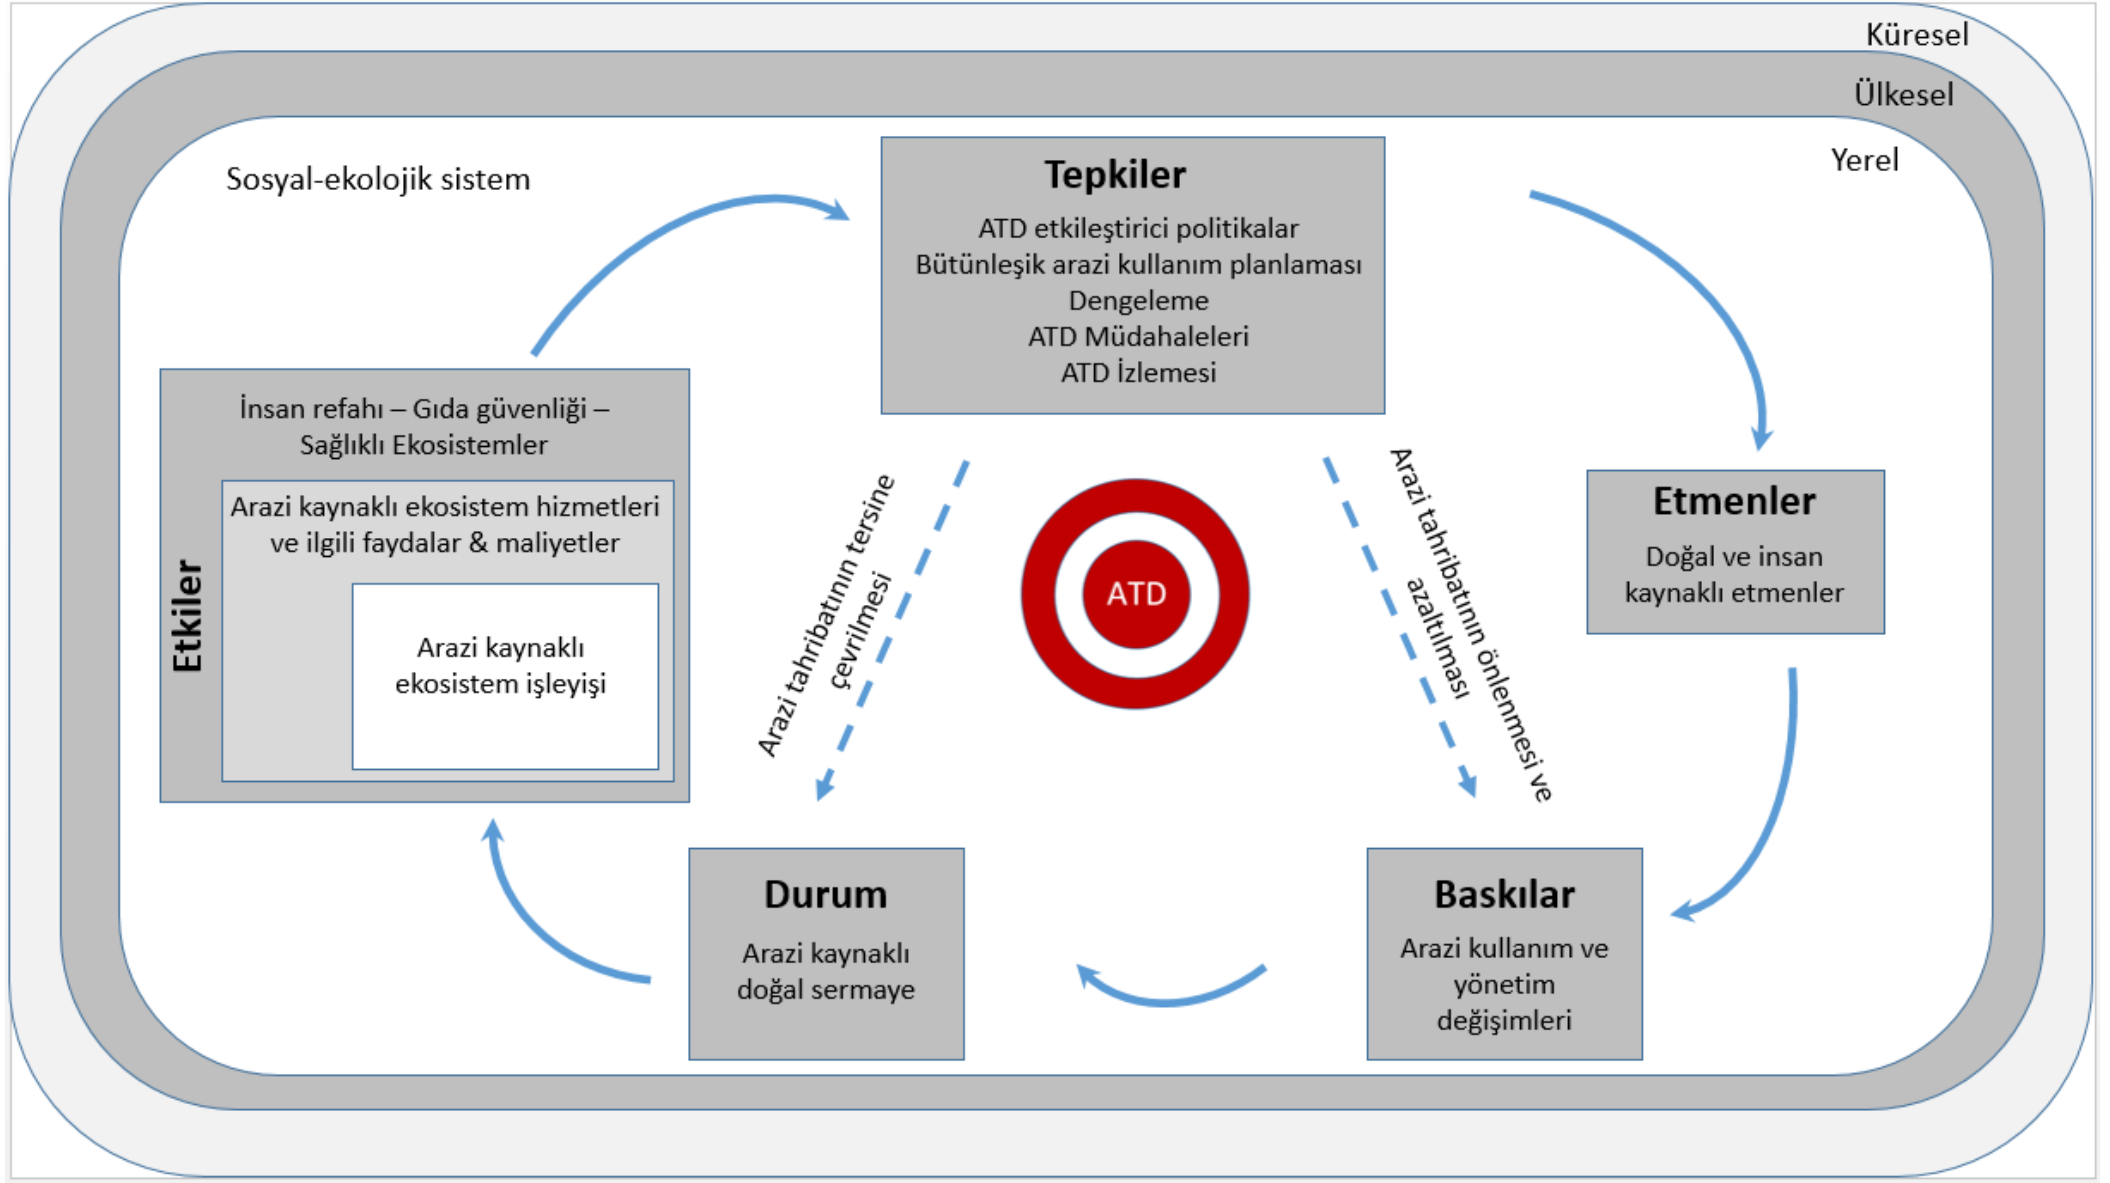 Küresel
Ülkesel
Yerel
Sosyal-ekolojik sistem
Tepkiler
ATD etkileştirici politikalar
Bütünleşik arazi kullanım planlaması
Dengeleme
ATD Müdahaleleri
ATD İzlemesi
Etkiler
İnsan refahı – Gıda güvenliği –
Sağlıklı Ekosistemler
Arazi kaynaklı ekosistem hizmetleri
ve ilgili faydalar & maliyetler
Arazi kaynaklı
ekosistem işleyişi
Arazi tahribatının tersine
çevrilmesi
ATD
Arazi tahribatının önlenmesi ve
azaltılması
Etmenler
Doğal ve insan
kaynaklı etmenler
Durum
Arazi kaynaklı
doğal sermaye
Baskılar
Arazi kullanım ve
yönetim
değişimleri